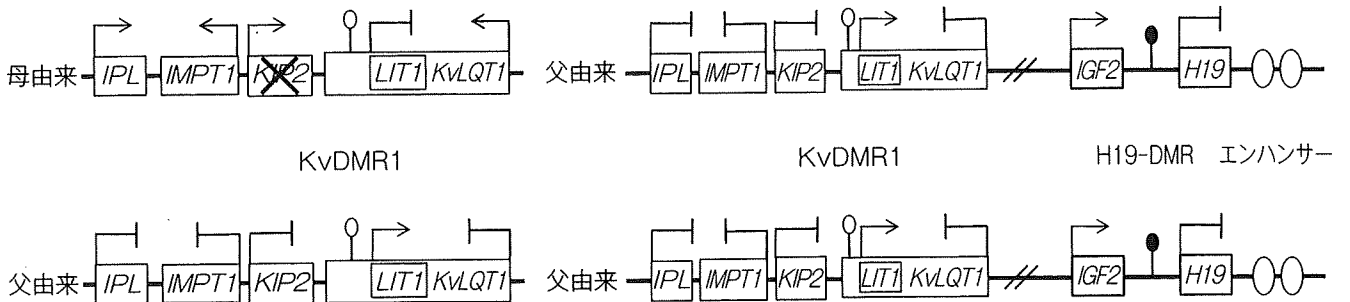 母由来 IPL IMPT1 KIP2 LIT1 KvLQT1
父由来 IPL IMPT1 KIP2 LIT1 KvLQT1 IGF2 H19
KvDMR1
KvDMR1 H19-DMR エンハンサー
父由来 IPL IMPT1 KIP2 LIT1 KvLQT1
父由来 IPL IMPT1 KIP2 LIT1 KvLQT1 IGF2 H19